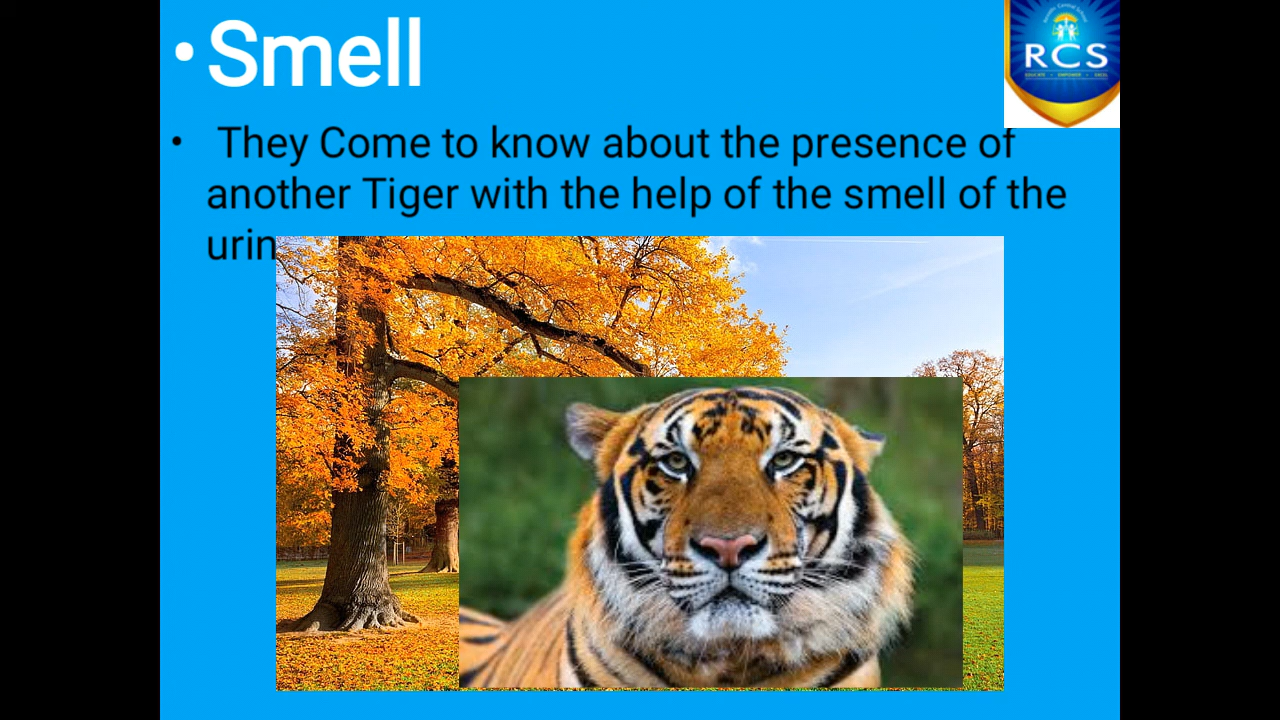 • Smell
RCS
• They Come to know about the presence of
another Tiger with the help of the smell of the
urin